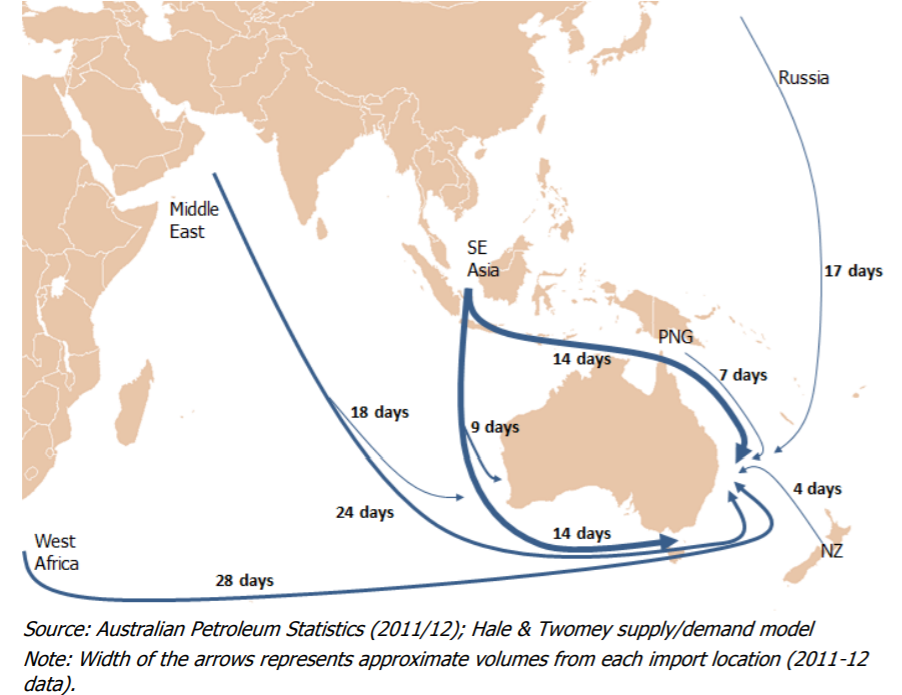 Russia
Middle
East
SE
Asia
17 days
PNG
14 days
7 days
18 days
9 days
4 days
24 days
14 days
West
Africa
NZ
28 days
Source: Australian Petroleum Statistics (2011/12); Hale & Twomey supply/demand model
Note: Width of the arrows represents approximate volumes from each import location (2011-12
data).